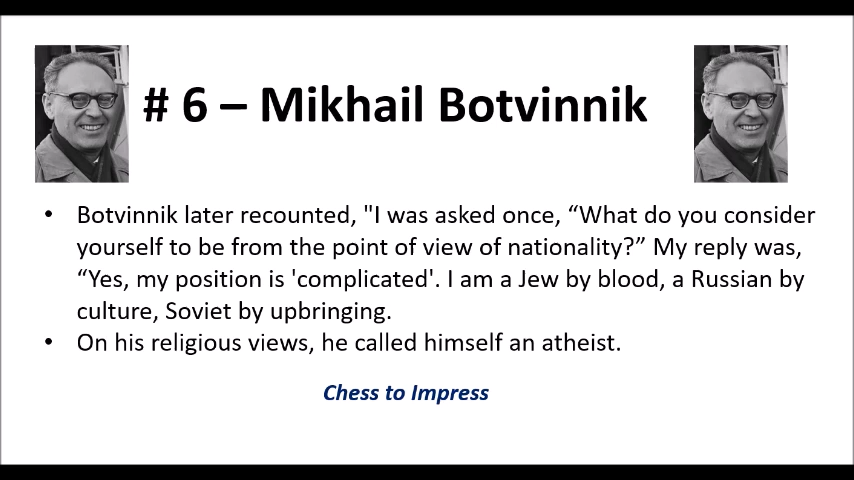 # 6 – Mikhail Botvinnik
• Botvinnik later recounted, "I was asked once, “What do you consider
yourself to be from the point of view of nationality?” My reply was,
“Yes, my position is 'complicated'. I am a Jew by blood, a Russian by
culture, Soviet by upbringing.
• On his religious views, he called himself an atheist.
Chess to Impress